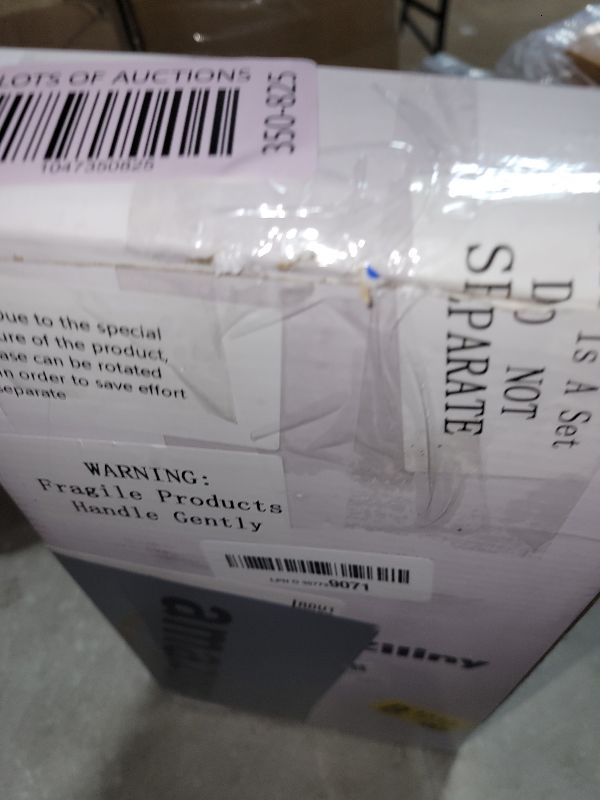 LOTS OF AUCTIONS
1047350825
350-825
Is A Set
DO NOT
SEPARATE
Due to the special
ure of the product,
ase can be rotated
n order to save effort
separate
WARNING:
Fragile Products
Handle Gently
9071